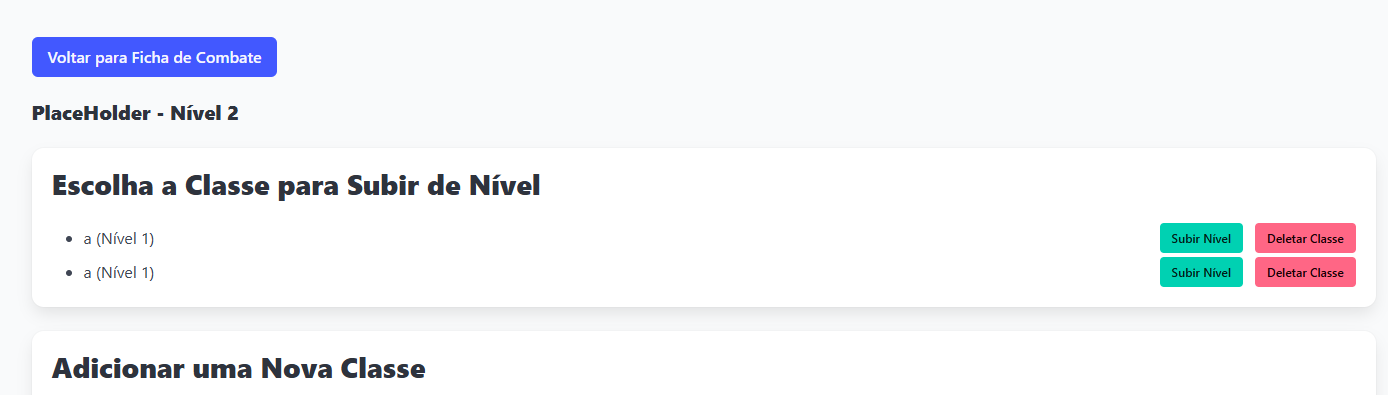 Voltar para Ficha de Combate
PlaceHolder - Nível 2
Escolha a Classe para Subir de Nível
a (Nível 1) Subir Nível Deletar Classe
a (Nível 1) Subir Nível Deletar Classe
Adicionar uma Nova Classe